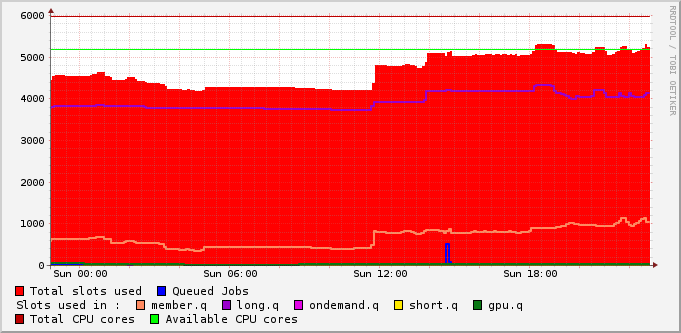 RRDTOOL / TOBI OETIKER
6000
5000
4000
3000
2000
1000
0
Sun 00:00 Sun 06:00 Sun 12:00 Sun 18:00
Total slots used Queued Jobs
Slots used in : member.q long.q ondemand.q short.q gpu.q
Total CPU cores Available CPU cores